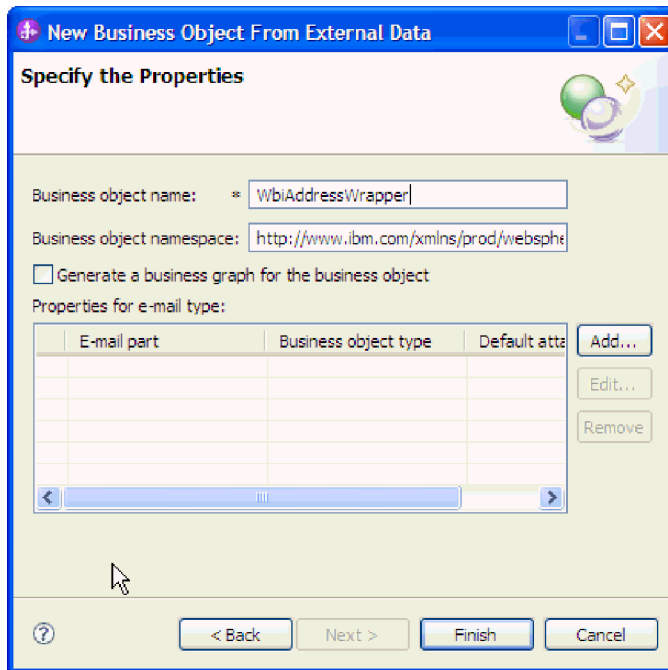 New Business Object From External Data
Specify the Properties
Business object name: * WbiAddressWrapper
Business object namespace: http://www.ibm.com/xmlns/prod/websphe
Generate a business graph for the business object
Properties for e-mail type:
E-mail part Business object type Default atta Add...
Edit...
Remove
? < Back Next > Finish Cancel